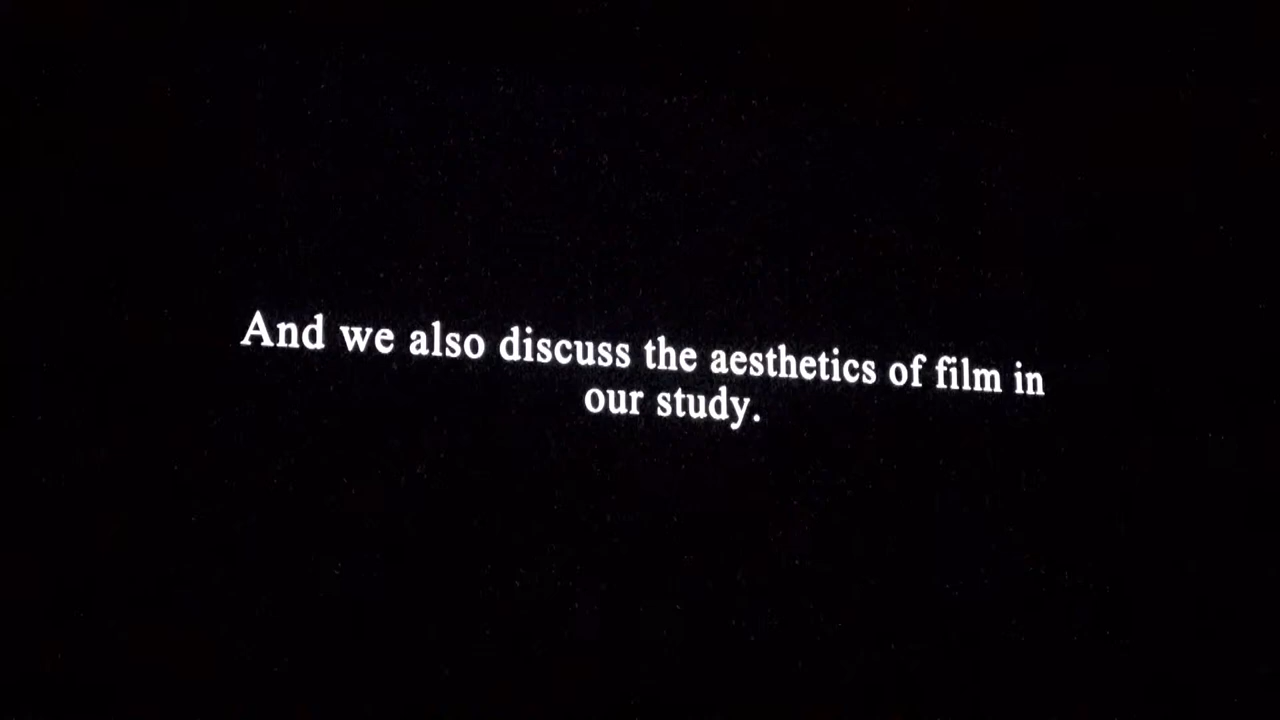 And we also discuss the aesthetics of film in
our study.